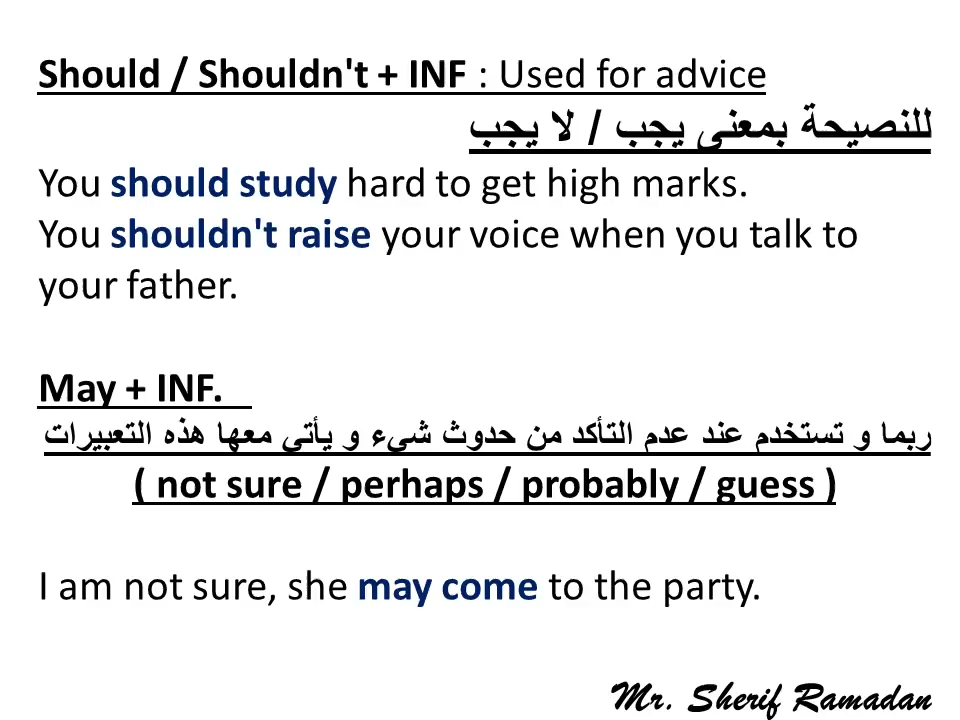 Should / Shouldn't + INF : Used for advice
للنصيحة بمعنى يجب / لا يجب
You should study hard to get high marks.
You shouldn't raise your voice when you talk to
your father.
May + INF.
ربما و تستخدم عند عدم التأكد من حدوث شيء و يأتي معها هذه التعبيرات
( not sure / perhaps / probably / guess )
I am not sure, she may come to the party.
Mr. Sherif Ramadan